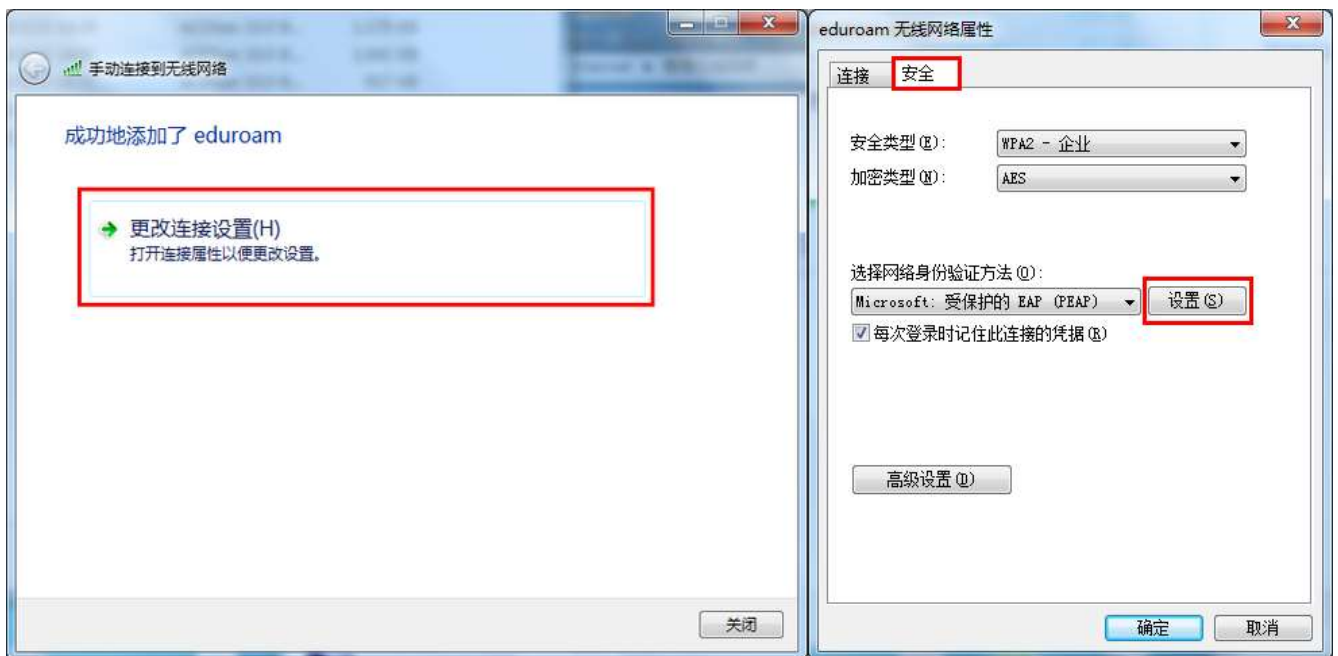 手动连接到无线网络
成功地添加了 eduroam
更改连接设置(H)
打开连接属性以便更改设置。
关闭
eduroam 无线网络属性
连接
安全
安全类型(E):
WPA2 - 企业
加密类型(N):
AES
选择网络身份验证方法(O):
Microsoft: 受保护的 EAP (PEAP)
设置(S)
每次登录时记住此连接的凭据(R)
高级设置(D)
确定
取消